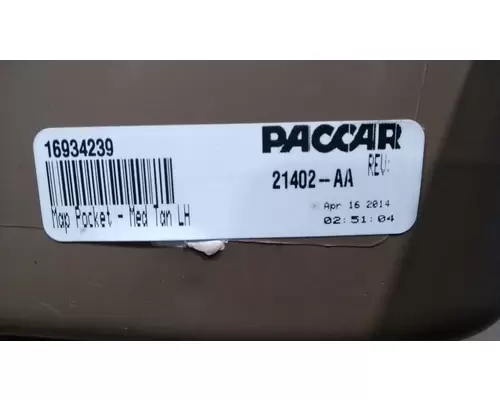 16934239
PACCAR
REV:
21402-AA
Map Pocket - Med Tan LH
Apr 16 2014
02:51:04